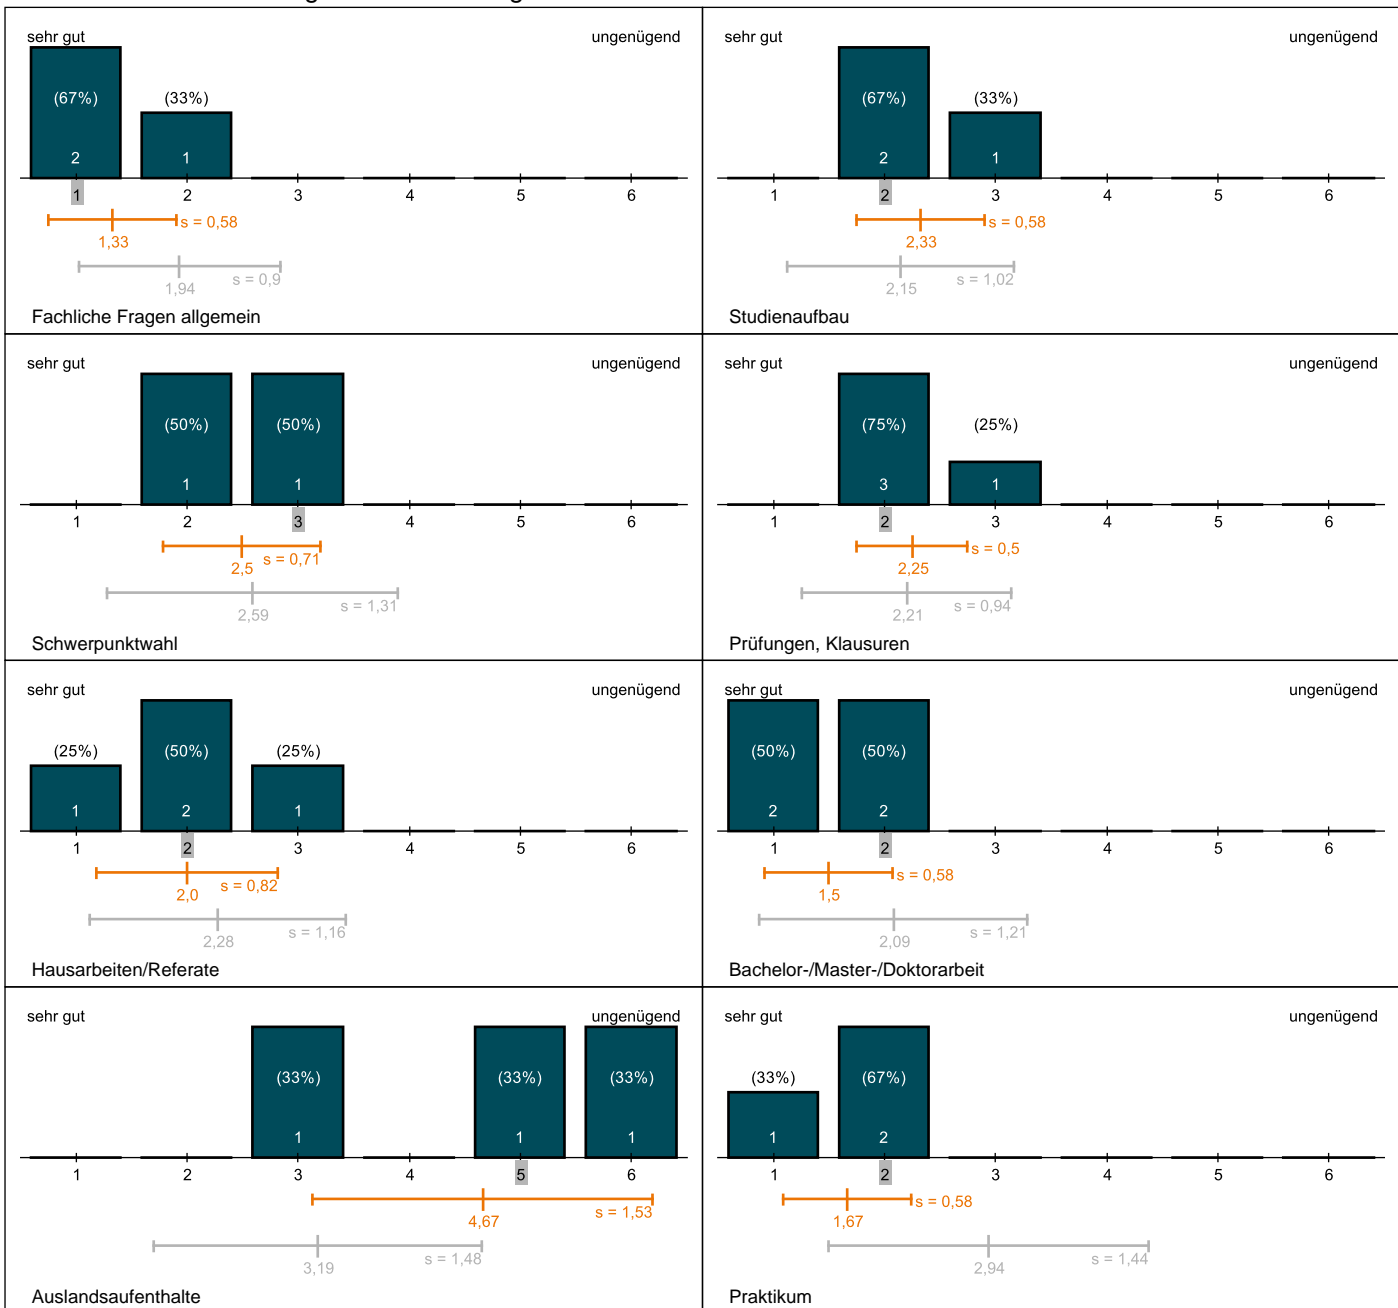 sehr gut ungenügend
(67%) (33%)
2 1
1 2 3 4 5 6
s = 0,58
1,33
s = 0,9
1,94
Fachliche Fragen allgemein
sehr gut ungenügend
(67%) (33%)
2 1
1 2 3 4 5 6
s = 0,58
2,33
s = 1,02
2,15
Studienaufbau
sehr gut ungenügend
(50%) (50%)
1 1
1 2 3 4 5 6
s = 0,71
2,5
s = 1,31
2,59
Schwerpunktwahl
sehr gut ungenügend
(75%) (25%)
3 1
1 2 3 4 5 6
s = 0,5
2,25
s = 0,94
2,21
Prüfungen, Klausuren
sehr gut ungenügend
(25%) (50%) (25%)
1 2 1
1 2 3 4 5 6
s = 0,82
2,0
s = 1,16
2,28
Hausarbeiten/Referate
sehr gut ungenügend
(50%) (50%)
2 2
1 2 3 4 5 6
s = 0,58
1,5
s = 1,21
2,09
Bachelor-/Master-/Doktorarbeit
sehr gut ungenügend
(33%) (33%) (33%)
1 1 1
1 2 3 4 5 6
s = 1,53
4,67
s = 1,48
3,19
Auslandsaufenthalte
sehr gut ungenügend
(33%) (67%)
1 2
1 2 3 4 5 6
s = 0,58
1,67
s = 1,44
2,94
Praktikum